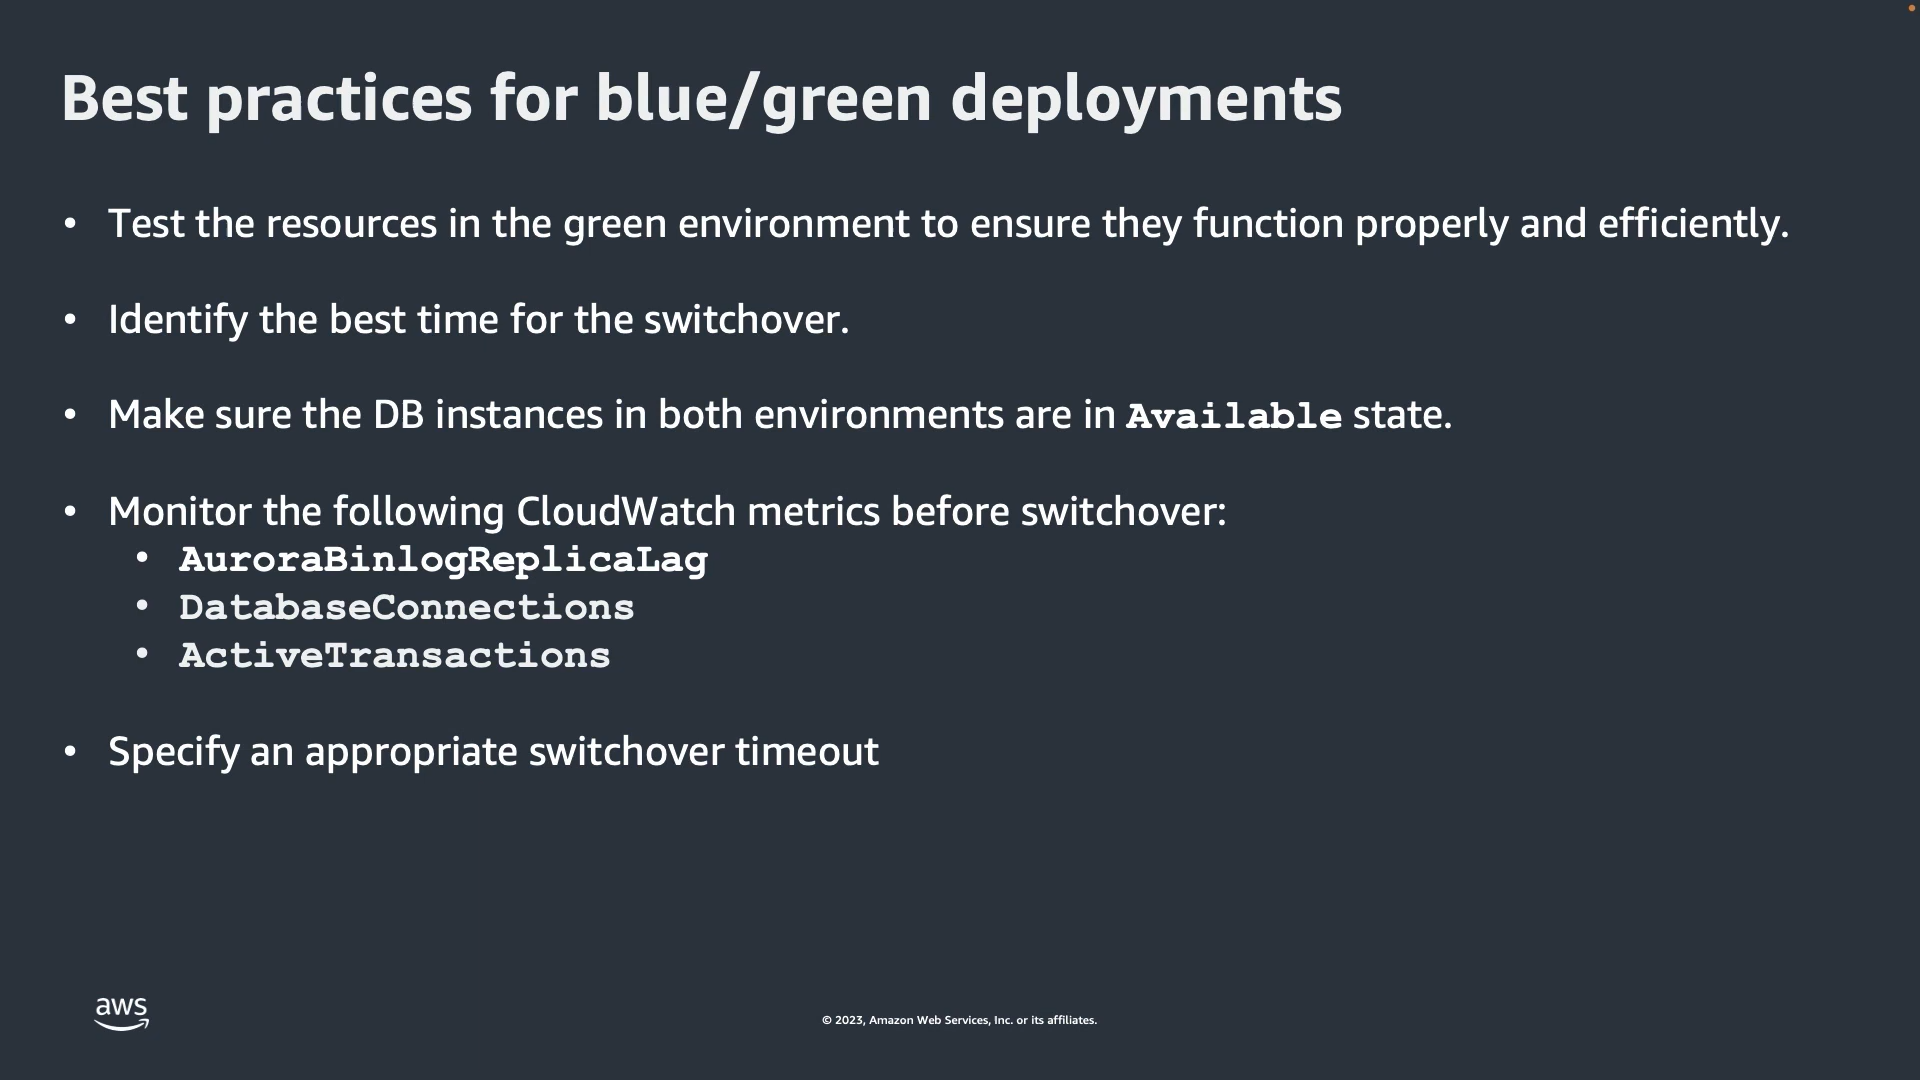 Best practices for blue/green deployments
• Test the resources in the green environment to ensure they function properly and efficiently.
• Identify the best time for the switchover.
• Make sure the DB instances in both environments are in Available state.
• Monitor the following CloudWatch metrics before switchover:
• AuroraBinlogReplicaLag
• DatabaseConnections
• ActiveTransactions
• Specify an appropriate switchover timeout
aws
© 2023, Amazon Web Services, Inc. or its affiliates.